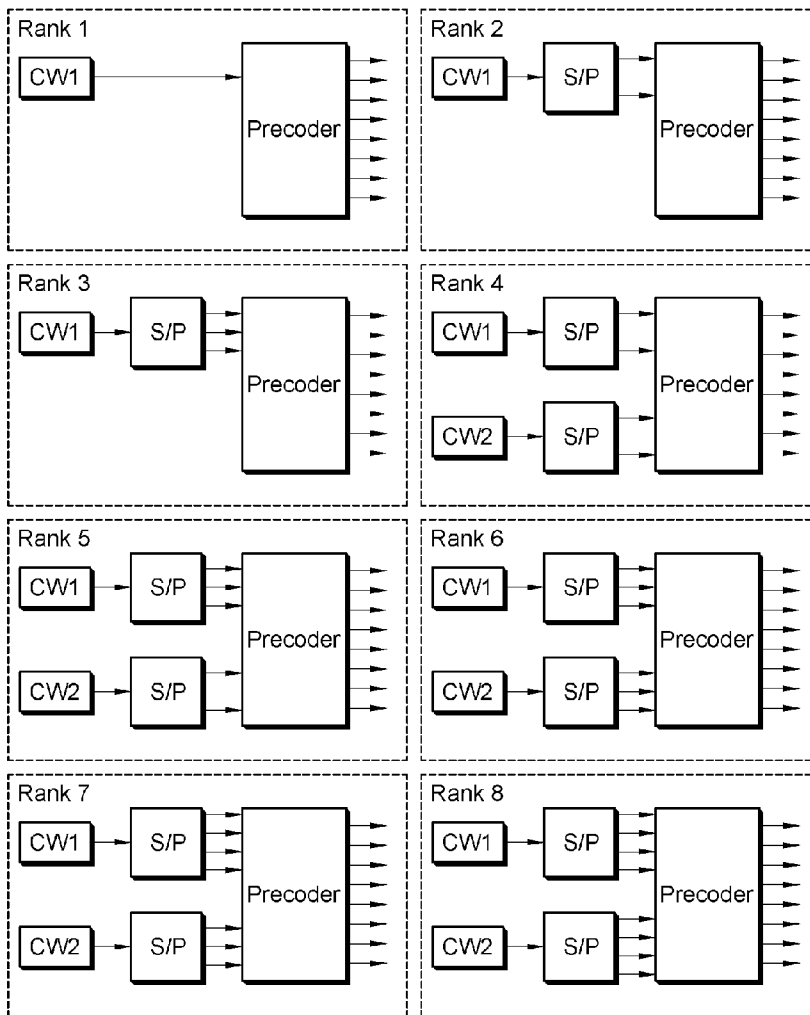 Rank 1
CW1
Precoder
Rank 2
CW1
S/P
Precoder
Rank 3
CW1
S/P
Precoder
Rank 4
CW1
S/P
Precoder
CW2
S/P
Rank 5
CW1
S/P
Precoder
CW2
S/P
Rank 6
CW1
S/P
Precoder
CW2
S/P
Rank 7
CW1
S/P
Precoder
CW2
S/P
Rank 8
CW1
S/P
Precoder
CW2
S/P